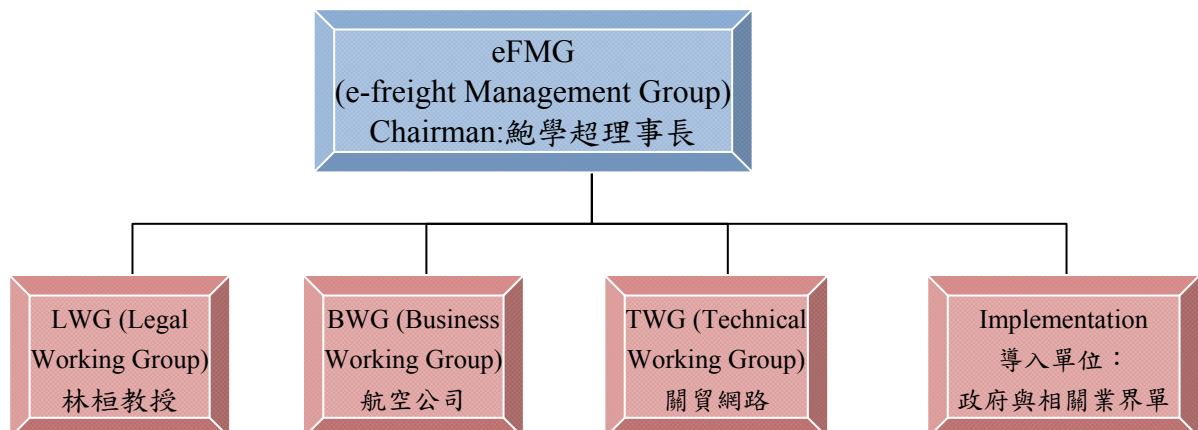 eFMG
(e-freight Management Group)
Chairman:鮑學超理事長
LWG (Legal
Working Group)
林桓教授
BWG (Business
Working Group)
航空公司
TWG (Technical
Working Group)
關貿網路
Implementation
導入單位：
政府與相關業界單